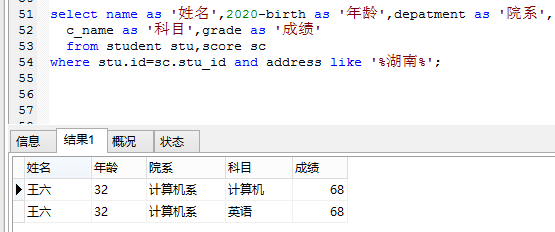 51 select name as '姓名',2020-birth as '年龄',depatment as '院系',
52 c_name as '科目',grade as '成绩'
53 from student stu,score sc
54 where stu.id=sc.stu_id and address like '%湖南%';
55
56
57
信息 结果1 概况 状态
姓名 年龄 院系 科目 成绩
王六 32 计算机系 计算机 68
王六 32 计算机系 英语 68